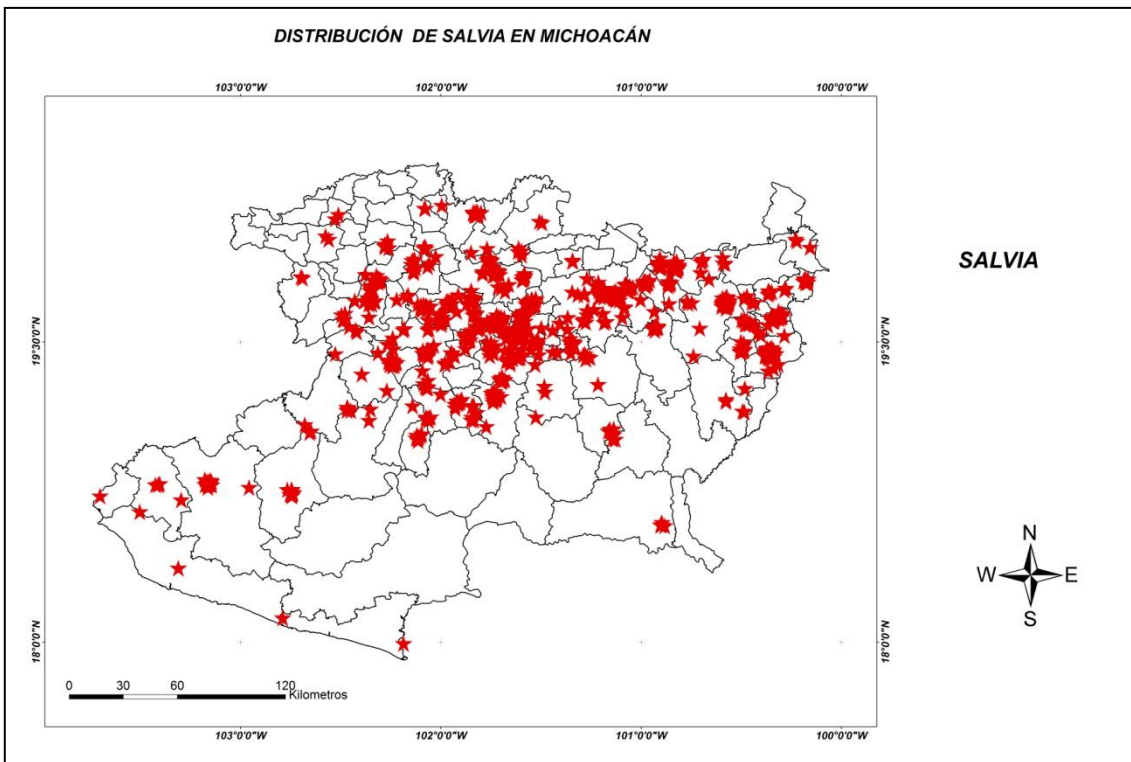 DISTRIBUCIÓN DE SALVIA EN MICHOACÁN
103°0'0"W 102°0'0"W 101°0'0"W 100°0'0"W
SALVIA
19°30'0"N 19°30'0"N
N
W E
S
18°0'0"N 18°0'0"N
0 30 60 120
Kilometros
103°0'0"W 102°0'0"W 101°0'0"W 100°0'0"W